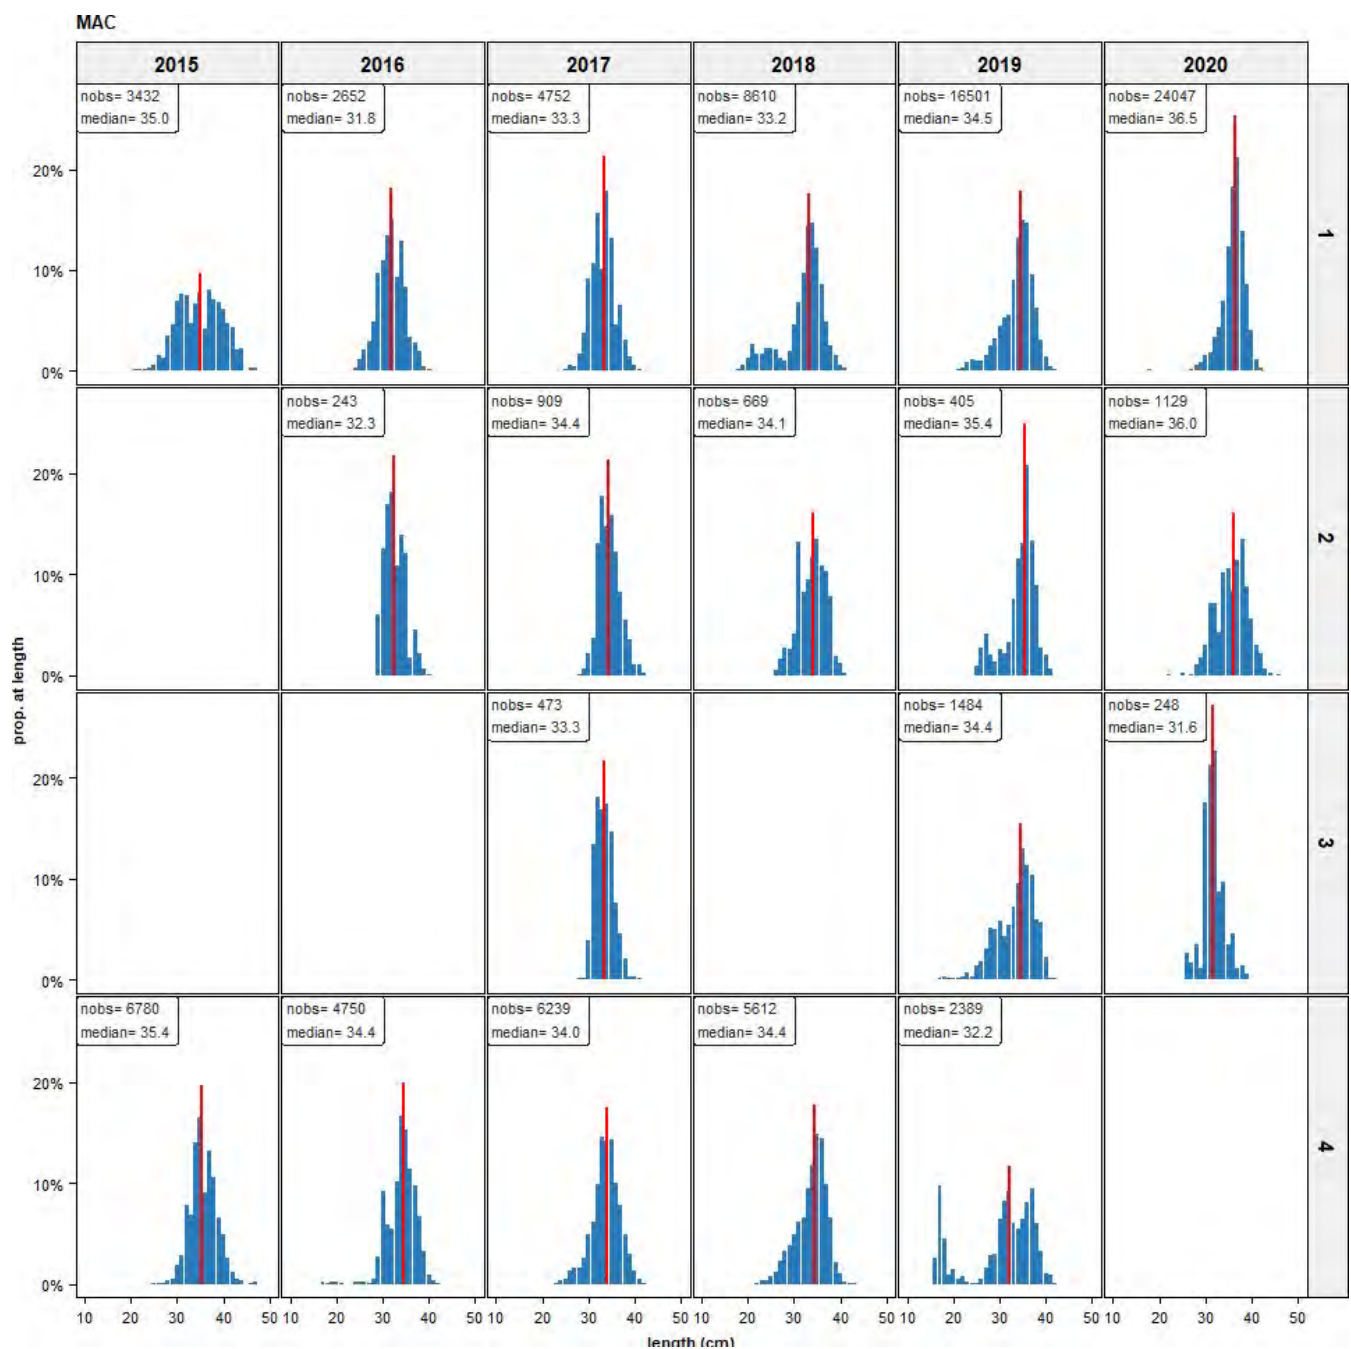 MAC
2015 2016 2017 2018 2019 2020
nobs= 3432 nobs= 2652 nobs= 4752 nobs= 8610 nobs= 16501 nobs= 24047
median= 35.0 median= 31.8 median= 33.3 median= 33.2 median= 34.5 median= 36.5
20%
1
10%
0%
nobs= 243 nobs= 909 nobs= 669 nobs= 405 nobs= 1129
median= 32.3 median= 34.4 median= 34.1 median= 35.4 median= 36.0
20%
2
10%
0%
prop. at length
nobs= 473 nobs= 1484 nobs= 248
median= 33.3 median= 34.4 median= 31.6
20%
3
10%
0%
nobs= 6780 nobs= 4750 nobs= 6239 nobs= 5612 nobs= 2389
median= 35.4 median= 34.4 median= 34.0 median= 34.4 median= 32.2
20%
4
10%
0%
10 20 30 40 50 10 20 30 40 50 10 20 30 40 50 10 20 30 40 50 10 20 30 40 50 10 20 30 40 50
length (cm)